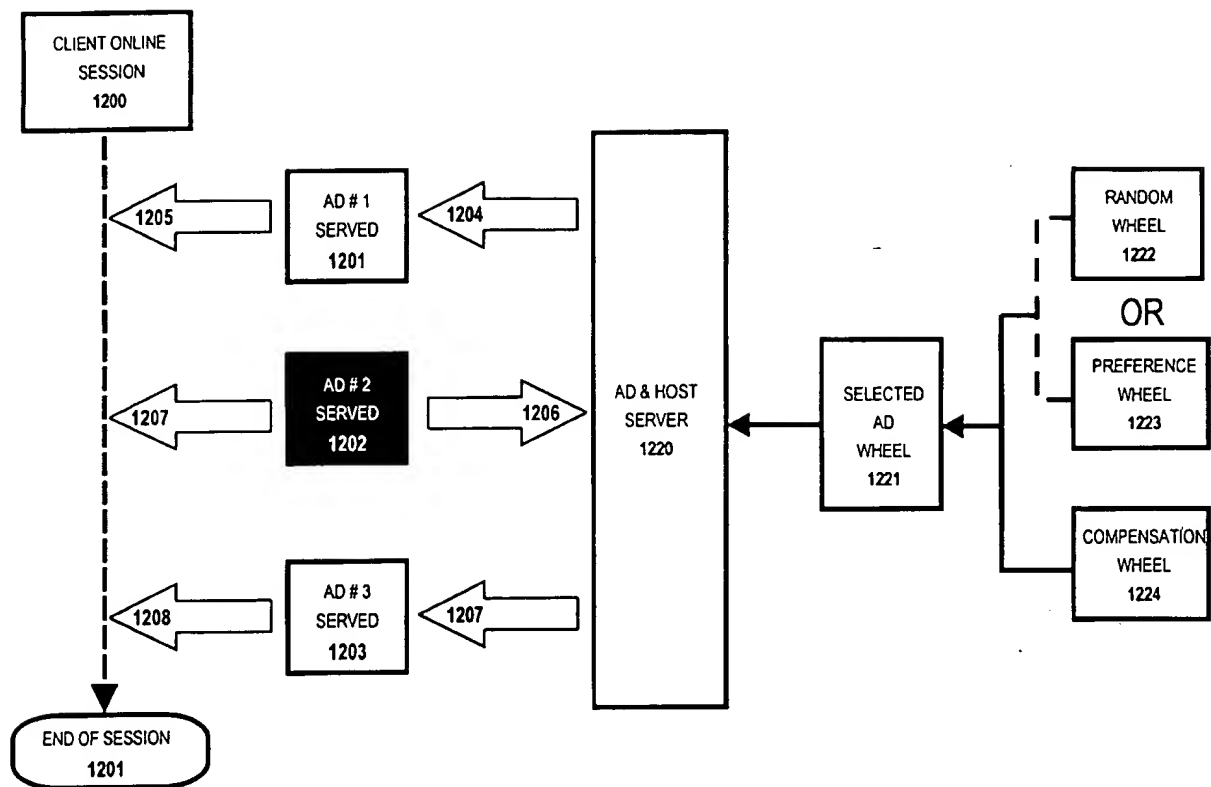 CLIENT ONLINE
SESSION
1200
1205
AD # 1
SERVED
1201
1204
1207
AD # 2
SERVED
1202
1206
1208
AD # 3
SERVED
1203
1207
END OF SESSION
1201
AD & HOST
SERVER
1220
SELECTED
AD
WHEEL
1221
RANDOM
WHEEL
1222
OR
PREFERENCE
WHEEL
1223
COMPENSATION
WHEEL
1224